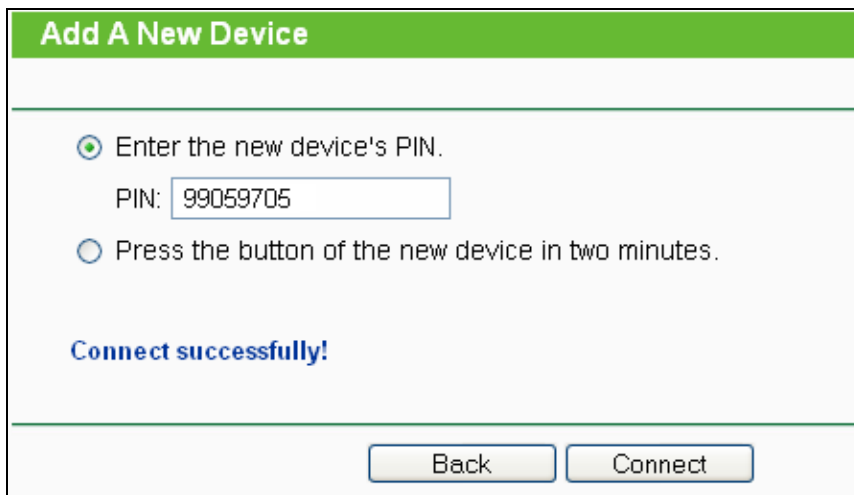 Add A New Device
Enter the new device's PIN.
PIN: 99059705
Press the button of the new device in two minutes.
Connect successfully!
Back Connect